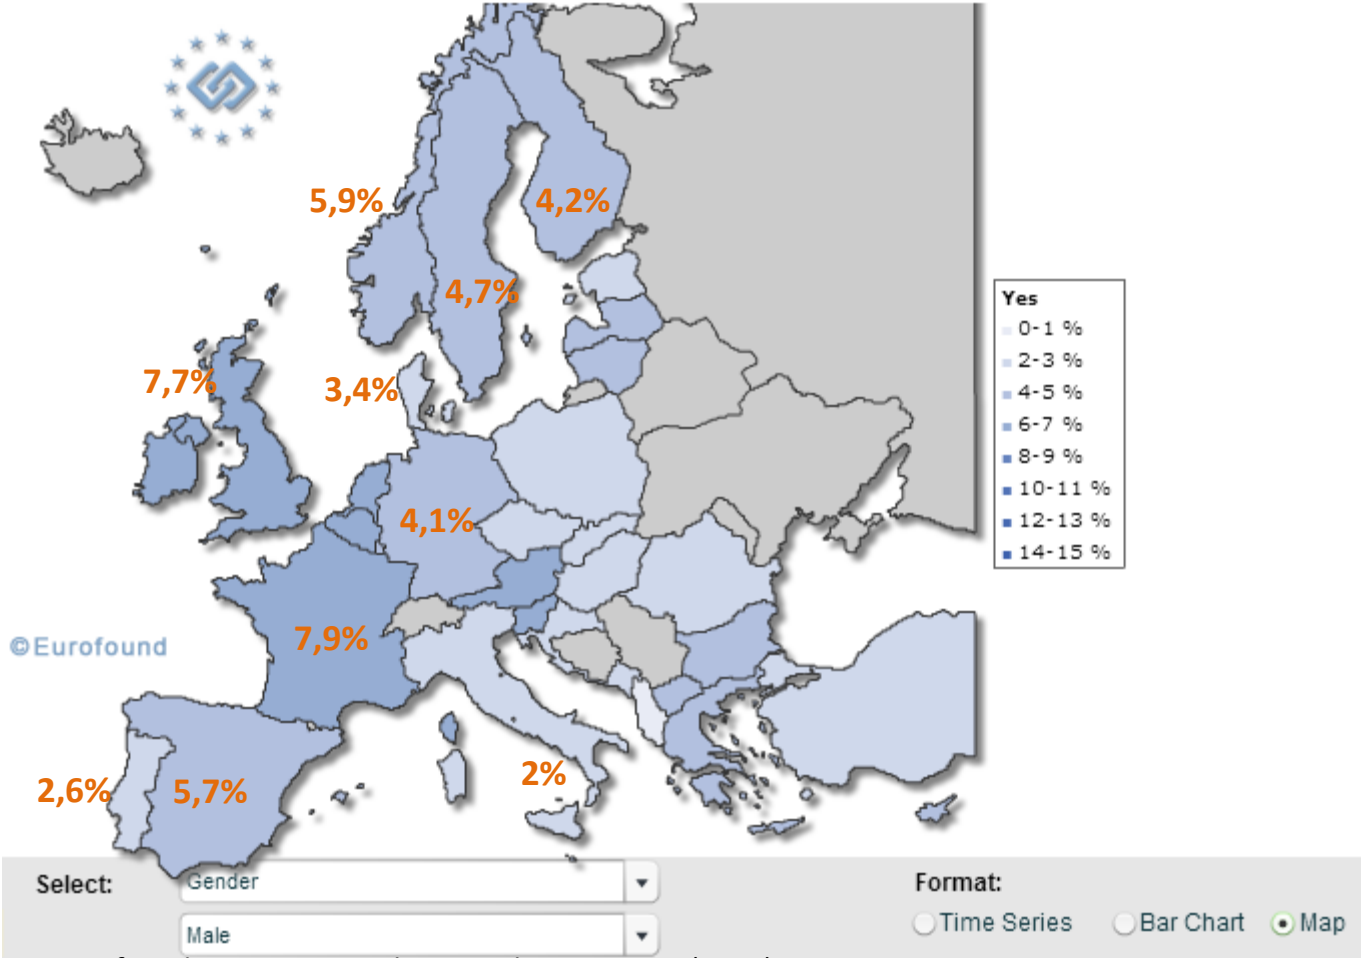 5,9%
4,2%
4,7%
Yes
0-1 %
2-3 %
4-5 %
6-7 %
8-9 %
10-11 %
12-13 %
14-15 %
7,7%
3,4%
4,1%
7,9%
©Eurofound
2,6%
5,7%
2%
Select:
Gender
Male
Format:
Time Series
Bar Chart
Map